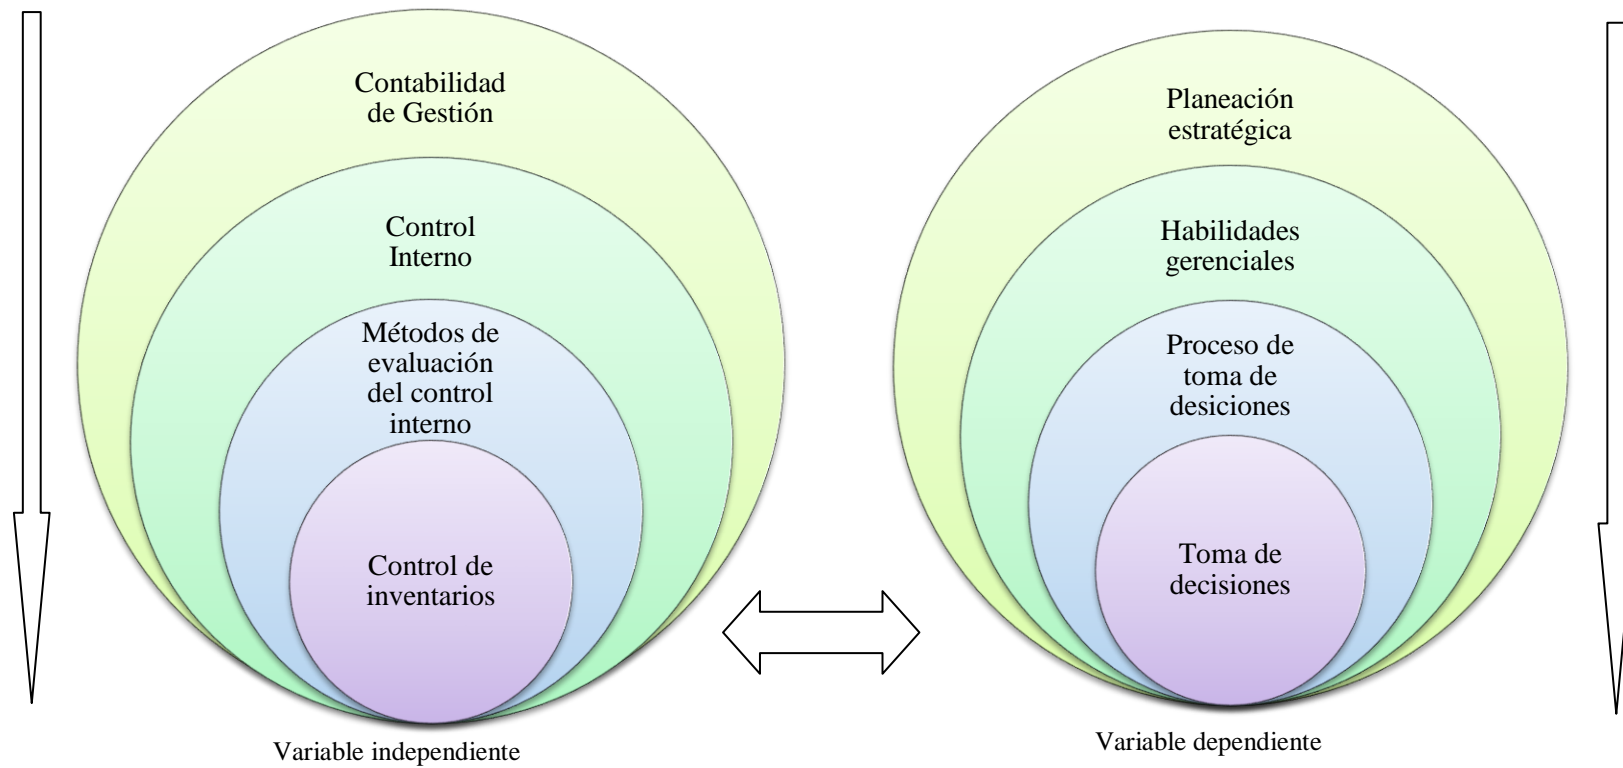 Contabilidad
de Gestión
Control
Interno
Métodos de
evaluación
del control
interno
Control de
inventarios
Variable independiente
Planeación
estratégica
Habilidades
gerenciales
Proceso de
toma de
desiciones
Toma de
decisiones
Variable dependiente